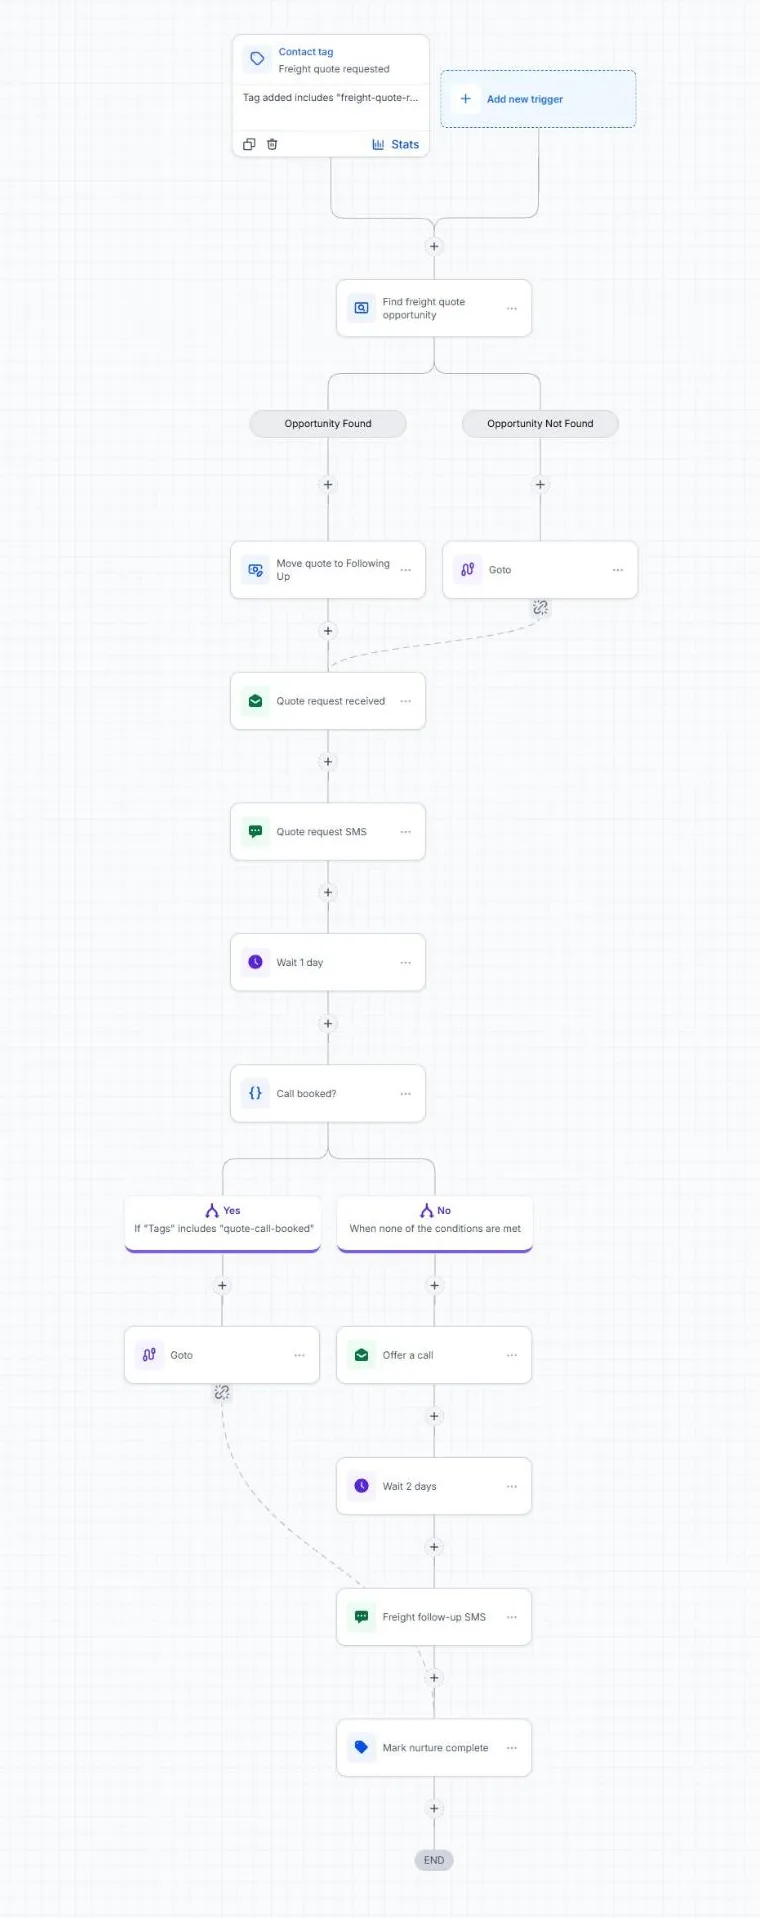 Contact tag
Freight quote requested
Tag added includes "freight-quote-r...
Stats
Add new trigger
Find freight quote
opportunity
Opportunity Found
Opportunity Not Found
Move quote to Following
Up
Goto
Quote request received
Quote request SMS
Wait 1 day
Call booked?
Yes
If "Tags" includes "quote-call-booked"
No
When none of the conditions are met
Goto
Offer a call
Wait 2 days
Freight follow-up SMS
Mark nurture complete
END